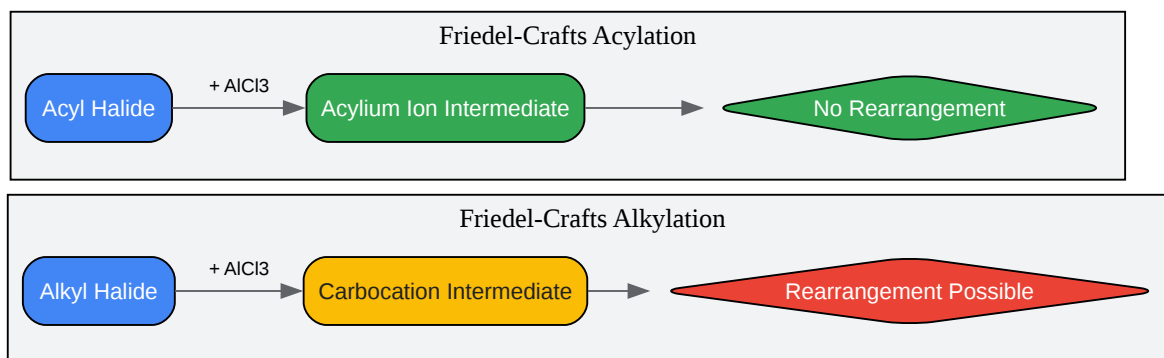 Friedel-Crafts Acylation
Acyl Halide
+ AlCl3
Acylium Ion Intermediate
No Rearrangement
Friedel-Crafts Alkylation
Alkyl Halide
+ AlCl3
Carbocation Intermediate
Rearrangement Possible